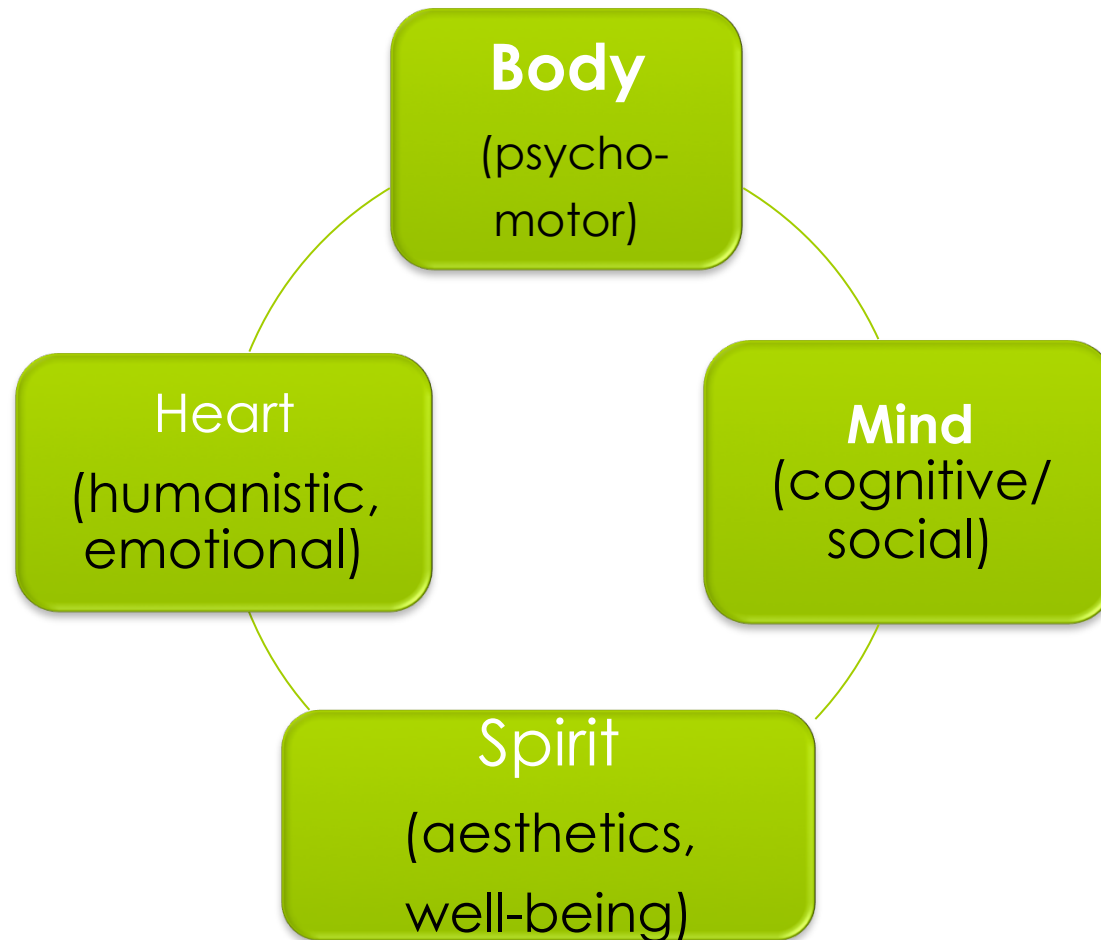 Body
(psycho-
motor)
Heart
(humanistic,
emotional)
Mind
(cognitive/
social)
Spirit
(aesthetics,
well-being)